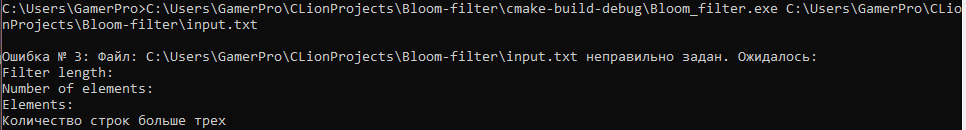 C:\Users\GamerPro>C:\Users\GamerPro\CLionProjects\Bloom-filter\cmake-build-debug\Bloom_filter.exe C:\Users\GamerPro\CLio
nProjects\Bloom-filter\input.txt
Ошибка № 3: Файл: C:\Users\GamerPro\CLionProjects\Bloom-filter\input.txt неправильно задан. Ожидалось:
Filter length:
Number of elements:
Elements:
Количество строк больше трех